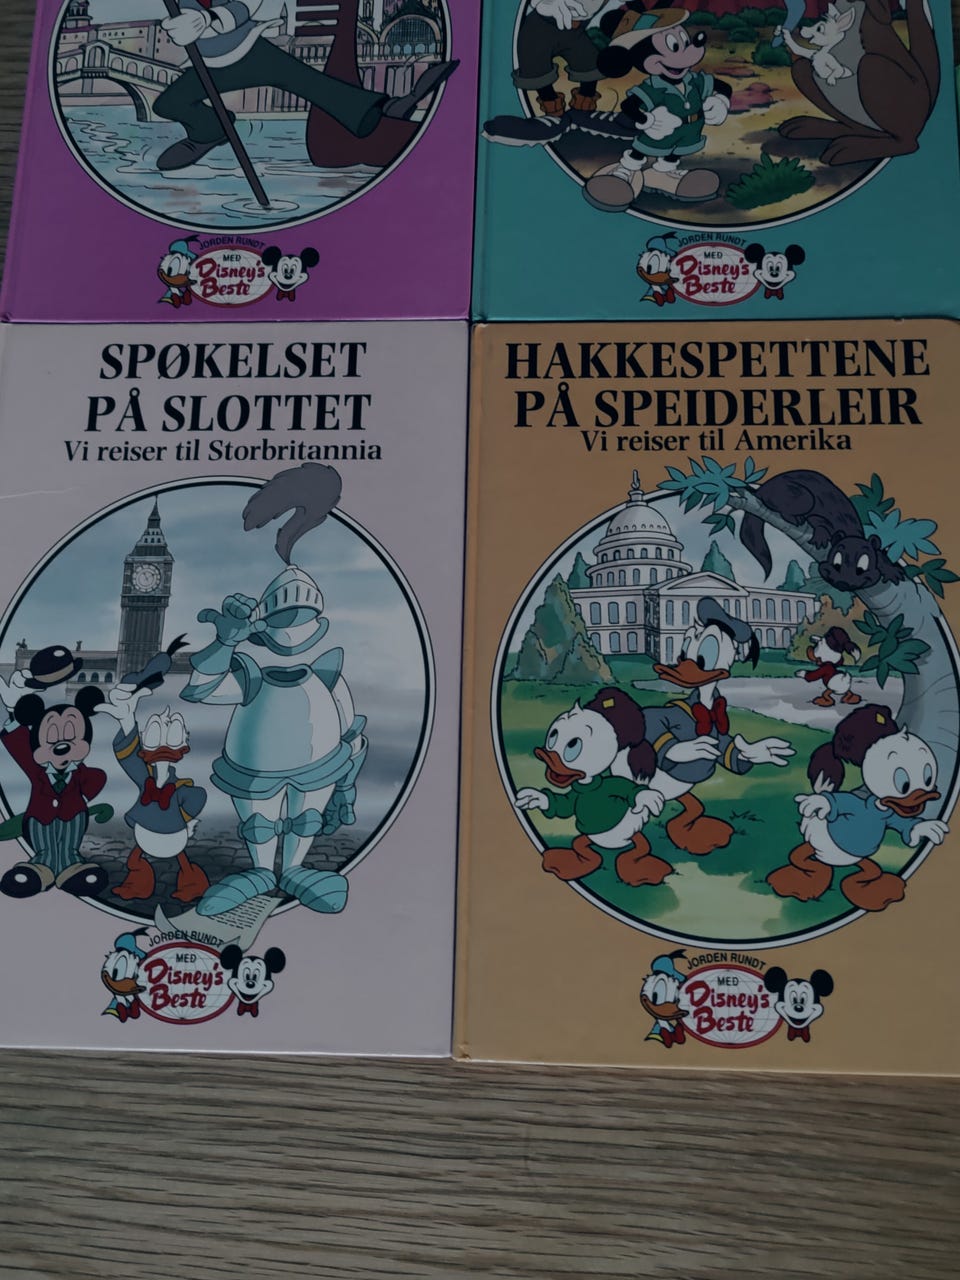 JORDEN RUNDT
MED
Disney's
Beste
JORDEN RUNDT
MED
Disney's
Beste
SPØKELSET
PÅ SLOTTET
Vi reiser til Storbritannia
JORDEN RUNDT
MED
Disney's
Beste
HAKKESPETTENE
PÅ SPEIDERLEIR
Vi reiser til Amerika
JORDEN RUNDT
MED
Disney's
Beste